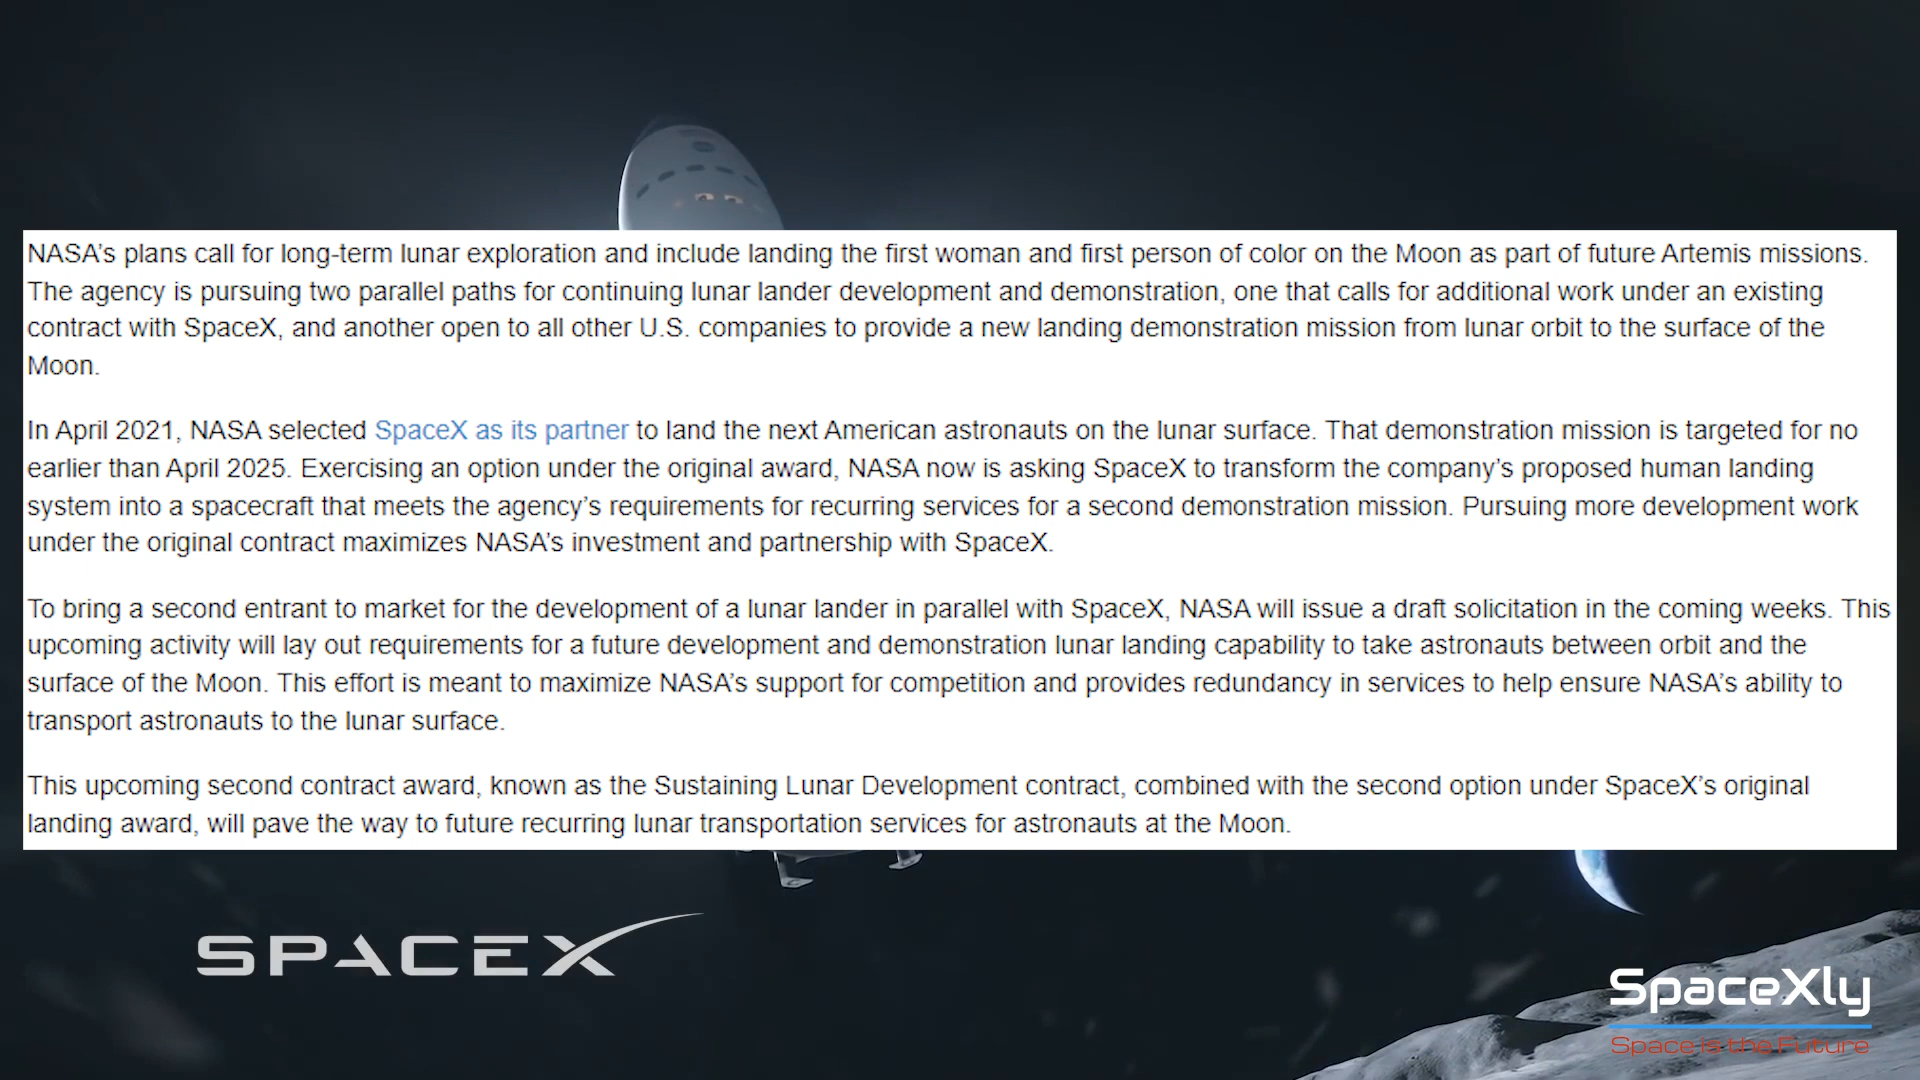 NASA’s plans call for long-term lunar exploration and include landing the first woman and first person of color on the Moon as part of future Artemis missions.
The agency is pursuing two parallel paths for continuing lunar lander development and demonstration, one that calls for additional work under an existing
contract with SpaceX, and another open to all other U.S. companies to provide a new landing demonstration mission from lunar orbit to the surface of the
Moon.
In April 2021, NASA selected SpaceX as its partner to land the next American astronauts on the lunar surface. That demonstration mission is targeted for no
earlier than April 2025. Exercising an option under the original award, NASA now is asking SpaceX to transform the company’s proposed human landing
system into a spacecraft that meets the agency’s requirements for recurring services for a second demonstration mission. Pursuing more development work
under the original contract maximizes NASA’s investment and partnership with SpaceX.
To bring a second entrant to market for the development of a lunar lander in parallel with SpaceX, NASA will issue a draft solicitation in the coming weeks. This
upcoming activity will lay out requirements for a future development and demonstration lunar landing capability to take astronauts between orbit and the
surface of the Moon. This effort is meant to maximize NASA’s support for competition and provides redundancy in services to help ensure NASA’s ability to
transport astronauts to the lunar surface.
This upcoming second contract award, known as the Sustaining Lunar Development contract, combined with the second option under SpaceX’s original
landing award, will pave the way to future recurring lunar transportation services for astronauts at the Moon.
SPACEX
SpaceXly
Space is the Future